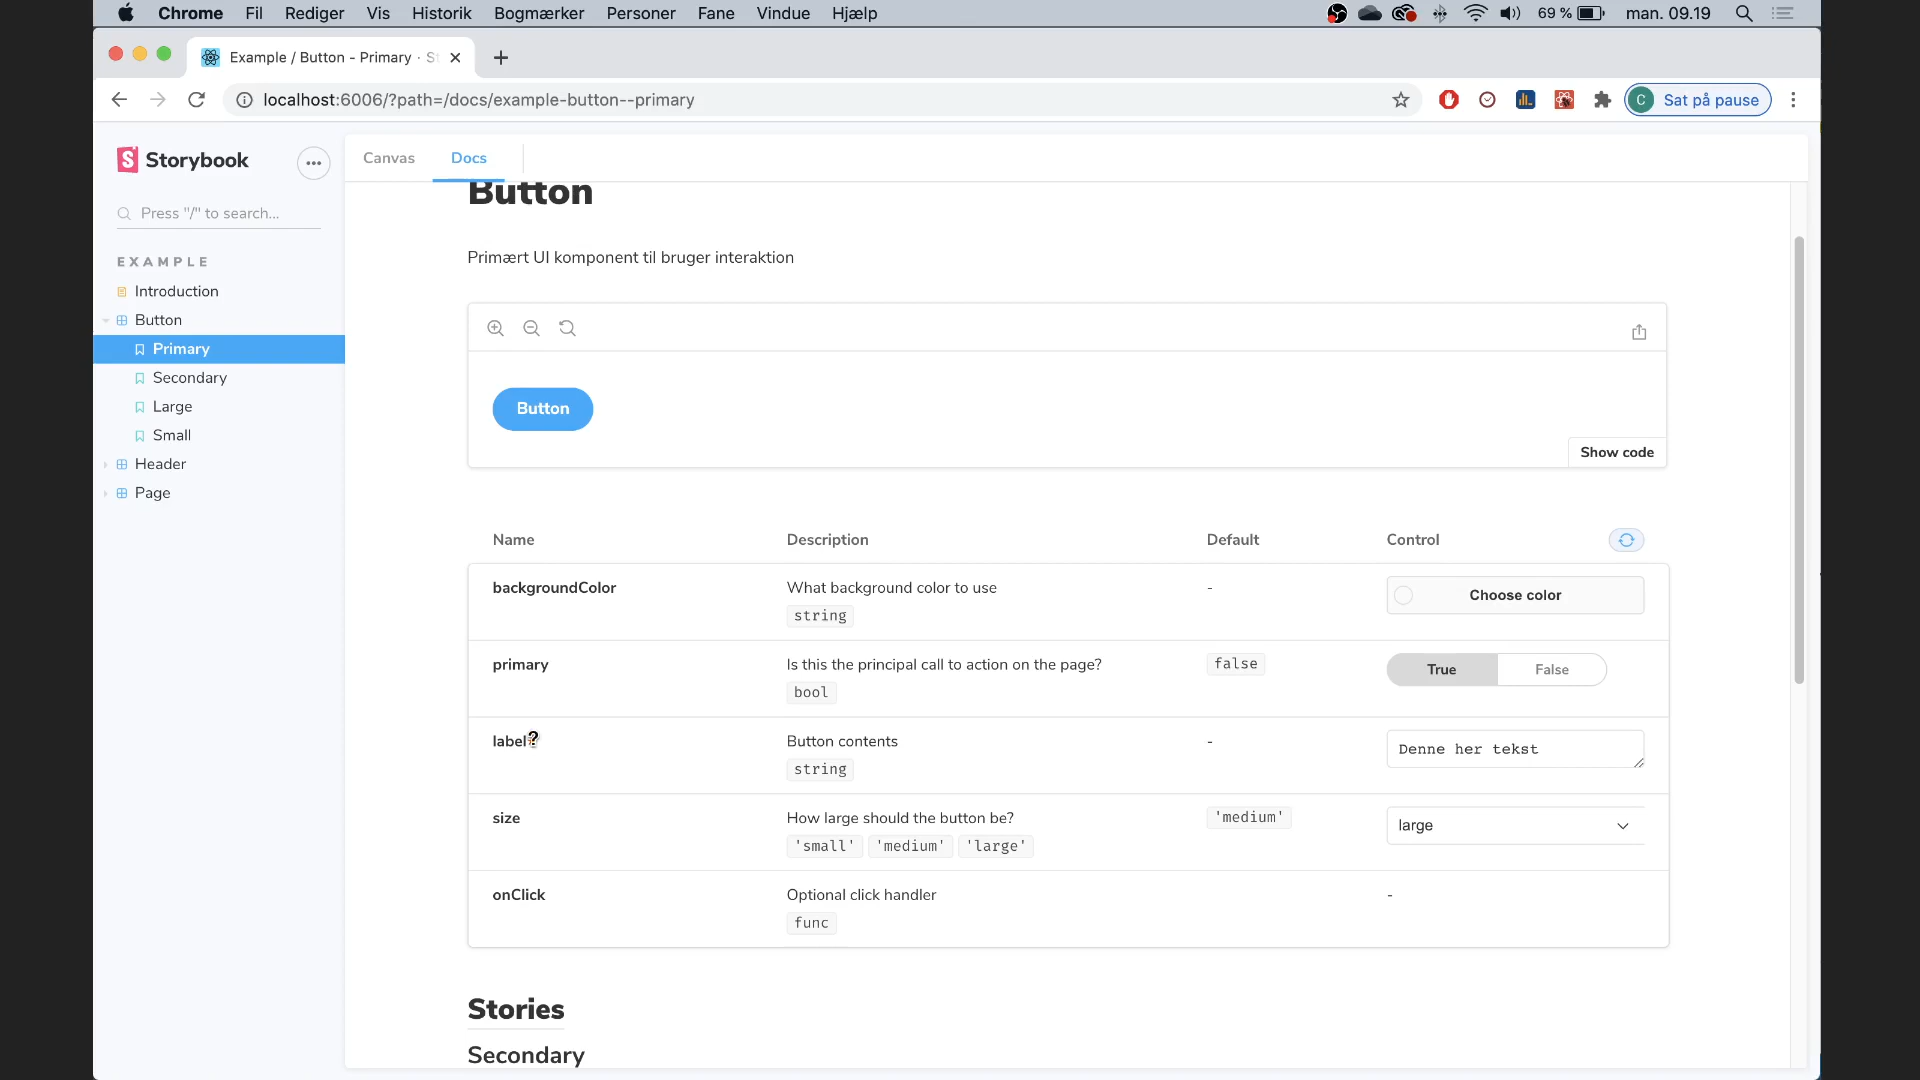 Chrome Fil Rediger Vis Historik Bogmærker Personer Fane Vindue Hjælp 69 % man. 09.19
Example / Button - Primary · St
localhost:6006/?path=/docs/example-button--primary C Sat på pause
Storybook
Press "/" to search...
EXAMPLE
Introduction
Button
Primary
Secondary
Large
Small
Header
Page
Canvas Docs
Button
Primært UI komponent til bruger interaktion
Button
Show code
Name Description Default Control
backgroundColor What background color to use - Choose color
string
primary Is this the principal call to action on the page? false True False
bool
label Button contents - Denne her tekst
string
size How large should the button be? 'medium' large
'small' 'medium' 'large'
onClick Optional click handler -
func
Stories
Secondary